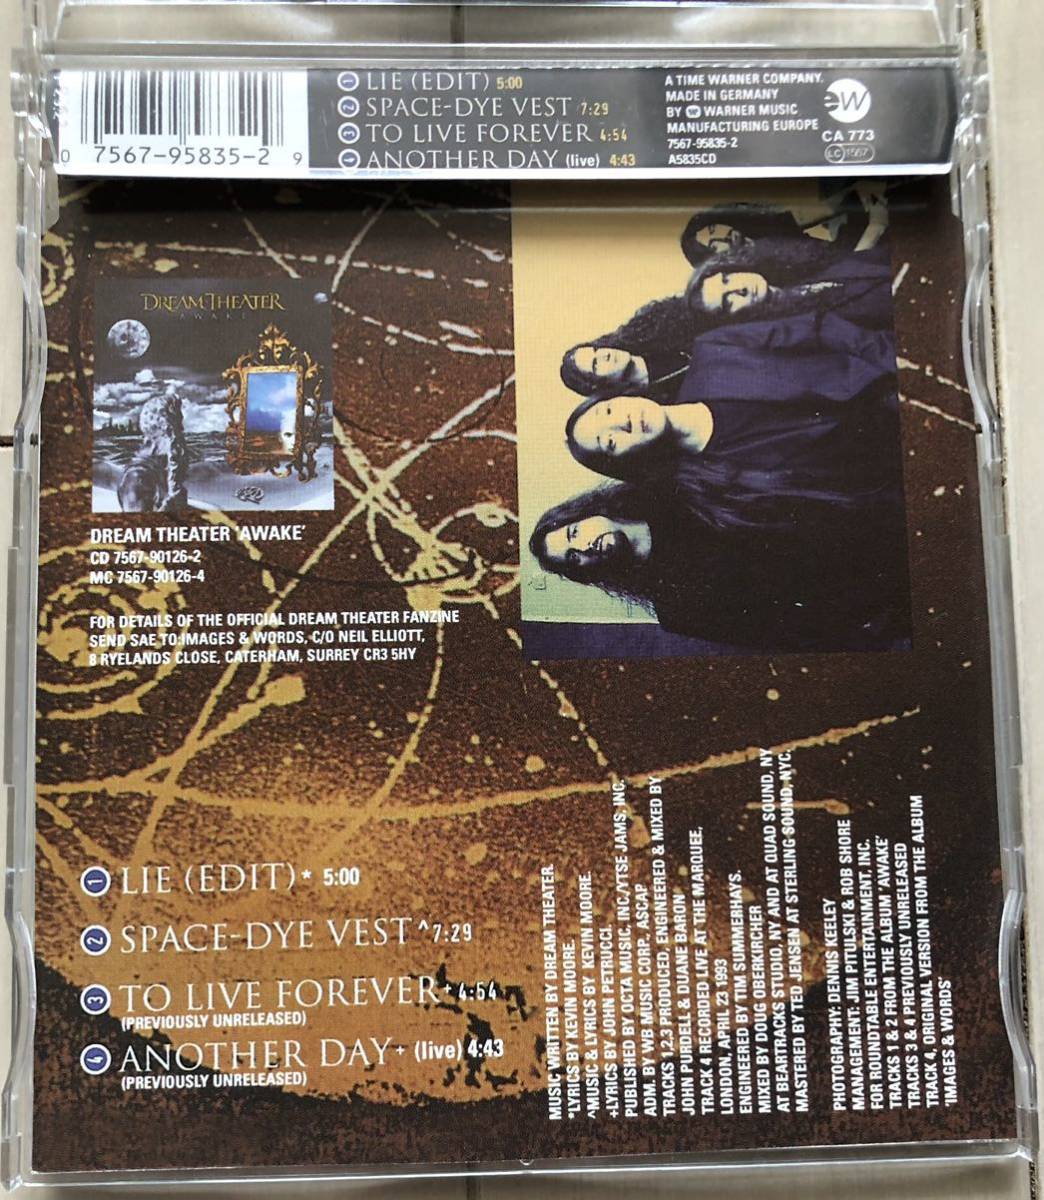 0 7567-95835-2 9
1 LIE (EDIT) 5:00
2 SPACE-DYE VEST 7:29
3 TO LIVE FOREVER 4:54
4 ANOTHER DAY (live) 4:43
A TIME WARNER COMPANY.
MADE IN GERMANY
BY WARNER MUSIC
MANUFACTURING EUROPE
7567-95835-2
A5835CD
EW
CA 773
LC 1557
DREAM THEATER
AWAKE
DREAM THEATER 'AWAKE'
CD 7567-90126-2
MC 7567-90126-4
FOR DETAILS OF THE OFFICIAL DREAM THEATER FANZINE
SEND SAE TO:IMAGES & WORDS, C/O NEIL ELLIOTT,
8 RYELANDS CLOSE, CATERHAM, SURREY CR3 5HY
1 LIE (EDIT)* 5:00
2 SPACE-DYE VEST^7:29
3 TO LIVE FOREVER+ 4:54
(PREVIOUSLY UNRELEASED)
4 ANOTHER DAY+ (live) 4:43
(PREVIOUSLY UNRELEASED)
MUSIC WRITTEN BY DREAM THEATER.
*LYRICS BY KEVIN MOORE.
^MUSIC & LYRICS BY KEVIN MOORE.
+LYRICS BY JOHN PETRUCCI.
PUBLISHED BY OCTA MUSIC, INC./YTSE JAMS, INC.
ADM. BY WB MUSIC CORP., ASCAP
TRACKS 1,2,3 PRODUCED, ENGINEERED & MIXED BY
JOHN PURDELL & DUANE BARON
TRACK 4 RECORDED LIVE AT THE MARQUEE,
LONDON, APRIL 23 1993
ENGINEERED BY TIM SUMMERHAYS.
MIXED BY DOUG OBERKIRCHER
AT BEARTRACKS STUDIO, NY AND AT QUAD SOUND, NY
MASTERED BY TED JENSEN AT STERLING SOUND, NYC.
PHOTOGRAPHY: DENNIS KEELEY
MANAGEMENT: JIM PITULSKI & ROB SHORE
FOR ROUNDTABLE ENTERTAINMENT, INC.
TRACKS 1 & 2 FROM THE ALBUM 'AWAKE'
TRACKS 3 & 4 PREVIOUSLY UNRELEASED
TRACK 4, ORIGINAL VERSION FROM THE ALBUM
'IMAGES & WORDS'